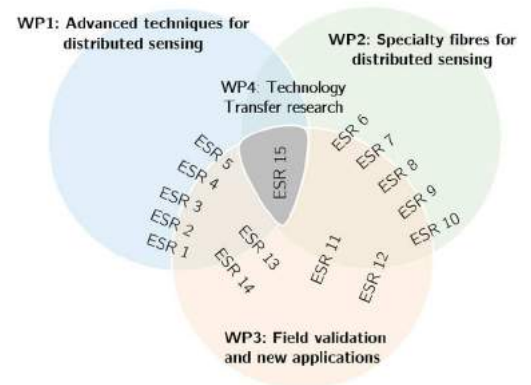 WP1: Advanced techniques for
distributed sensing
WP2: Specialty fibres for
distributed sensing
WP4: Technology
Transfer research
ESR 5
ESR 4
ESR 3
ESR 2
ESR 1
ESR 15
ESR 6
ESR 7
ESR 8
ESR 9
ESR 10
ESR 13
ESR 14
ESR 11
ESR 12
WP3: Field validation
and new applications